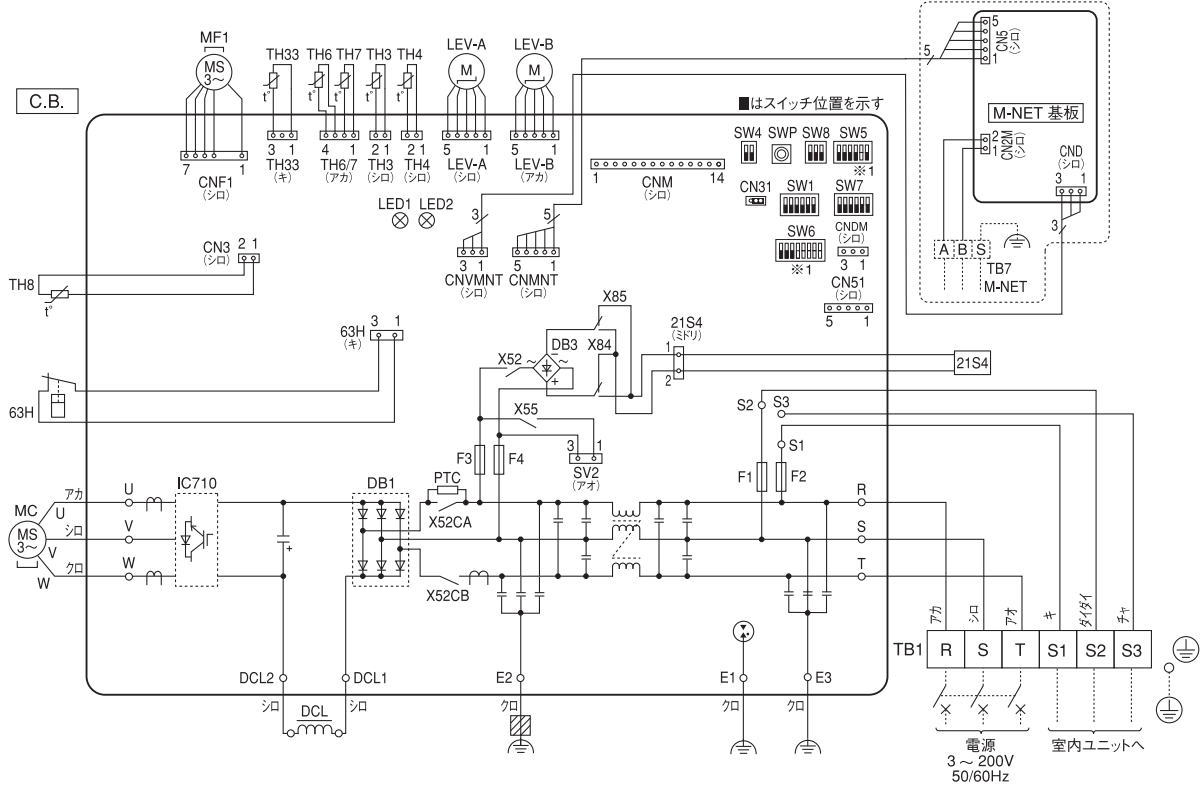 C.B.
MF1
MS
3～
7 1
CNF1
(シロ)
TH33
t°
3 1
TH33
(キ)
TH6 TH7
t° t°
4 1
TH6/7
(アカ)
TH3
t°
2 1
TH3
(シロ)
TH4
t°
2 1
TH4
(シロ)
LEV-A
M
5 1
LEV-A
(シロ)
LEV-B
M
5 1
LEV-B
(アカ)
■はスイッチ位置を示す
1 14
CNM
(シロ)
SW4 SWP SW8 SW5
※1
CN31 SW1 SW7
SW6
※1
CNDM
(シロ)
3 1
CN51
(シロ)
5 1
5
5
1
CN5
(シロ)
M-NET 基板
2
1
CN2M
(シロ)
CND
(シロ)
3 1
3
A B S
TB7
M-NET
LED1 LED2
3
3 1
CNVMNT
(シロ)
5
5 1
CNMNT
(シロ)
CN3
(シロ)
2 1
TH8
t°
63H
(キ)
3 1
63H
X85
X84
X52
～ ～
−
+
DB3
21S4
(ミドリ)
1
2
21S4
X55
3 1
SV2
(アオ)
F3 F4
S2 S3
S1
F1 F2
MC
MS
3～
アカ
U
シロ
V
クロ
W
U
V
W
IC710
+
DB1
PTC
X52CA
X52CB
R
S
T
DCL2
シロ
DCL
DCL1
シロ
E2
クロ
E1
クロ
E3
クロ
アカ シロ アオ キ ダイダイ チャ
TB1 R S T S1 S2 S3
電源
3～200V
50/60Hz
室内ユニットへ